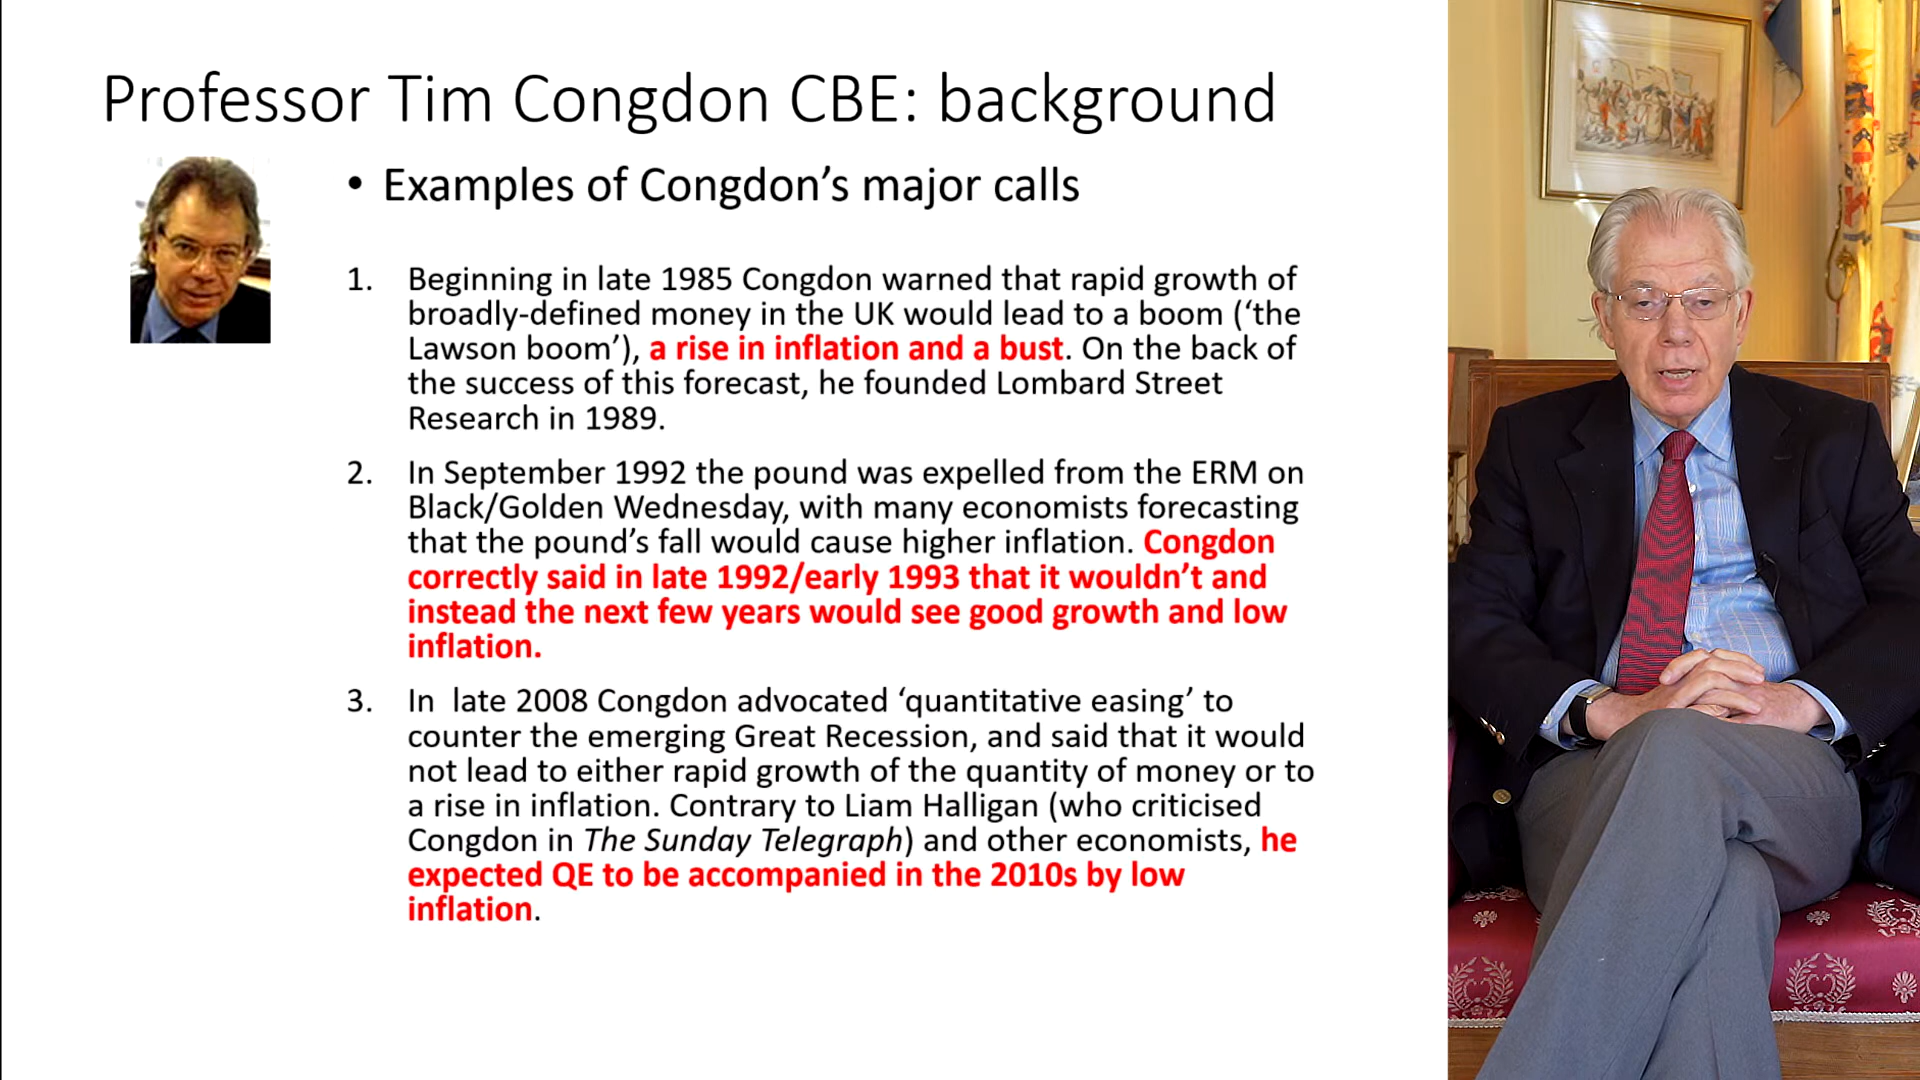 Professor Tim Congdon CBE: background
• Examples of Congdon’s major calls
1. Beginning in late 1985 Congdon warned that rapid growth of
broadly-defined money in the UK would lead to a boom (‘the
Lawson boom’), a rise in inflation and a bust. On the back of
the success of this forecast, he founded Lombard Street
Research in 1989.
2. In September 1992 the pound was expelled from the ERM on
Black/Golden Wednesday, with many economists forecasting
that the pound’s fall would cause higher inflation. Congdon
correctly said in late 1992/early 1993 that it wouldn’t and
instead the next few years would see good growth and low
inflation.
3. In  late 2008 Congdon advocated ‘quantitative easing’ to
counter the emerging Great Recession, and said that it would
not lead to either rapid growth of the quantity of money or to
a rise in inflation. Contrary to Liam Halligan (who criticised
Congdon in The Sunday Telegraph) and other economists, he
expected QE to be accompanied in the 2010s by low
inflation.